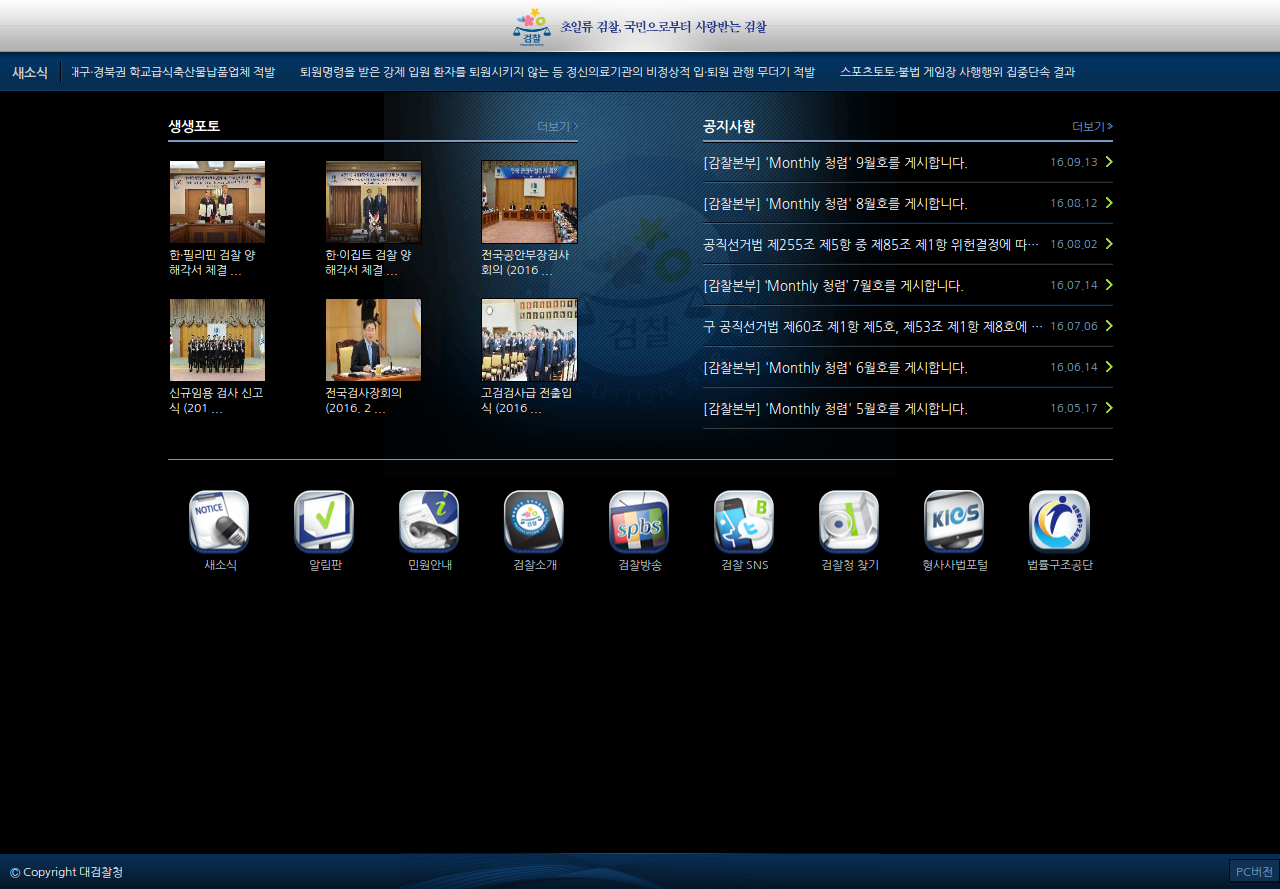 검찰 초일류 검찰, 국민으로부터 사랑받는 검찰
새소식 대구·경북권 학교급식축산물납품업체 적발 퇴원명령을 받은 강제 입원 환자를 퇴원시키지 않는 등 정신의료기관의 비정상적 입·퇴원 관행 무더기 적발 스포츠토토·불법 게임장 사행행위 집중단속 결과
생생포토 더보기
한·필리핀 검찰 양
해각서 체결 ...
한·이집트 검찰 양
해각서 체결 ...
전국공안부장검사
회의 (2016 ...
신규임용 검사 신고
식 (201 ...
전국검사장회의
(2016. 2 ...
고검검사급 전출입
식 (2016 ...
공지사항 더보기
[감찰본부] 'Monthly 청렴' 9월호를 게시합니다. 16.09.13
[감찰본부] 'Monthly 청렴' 8월호를 게시합니다. 16.08.12
공직선거법 제255조 제5항 중 제85조 제1항 위헌결정에 따… 16.08.02
[감찰본부] ‘Monthly 청렴’ 7월호를 게시합니다. 16.07.14
구 공직선거법 제60조 제1항 제5호, 제53조 제1항 제8호에 … 16.07.06
[감찰본부] 'Monthly 청렴' 6월호를 게시합니다. 16.06.14
[감찰본부] 'Monthly 청렴' 5월호를 게시합니다. 16.05.17
NOTICE
검찰
spbs
B
KICS
새소식 알림판 민원안내 검찰소개 검찰방송 검찰 SNS 검찰청 찾기 형사사법포털 법률구조공단
© Copyright 대검찰청
PC버전